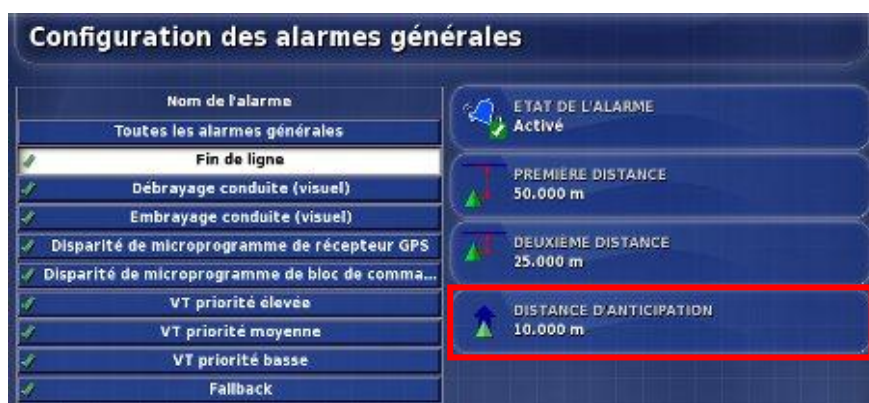 Configuration des alarmes générales
Nom de l'alarme
Toutes les alarmes générales
Fin de ligne
Débrayage conduite (visuel)
Embrayage conduite (visuel)
Disparité de microprogramme de récepteur GPS
Disparité de microprogramme de bloc de comma...
VT priorité élevée
VT priorité moyenne
VT priorité basse
Fallback
ETAT DE L'ALARME
Activé
PREMIÈRE DISTANCE
50.000 m
DEUXIÈME DISTANCE
25.000 m
DISTANCE D'ANTICIPATION
10.000 m